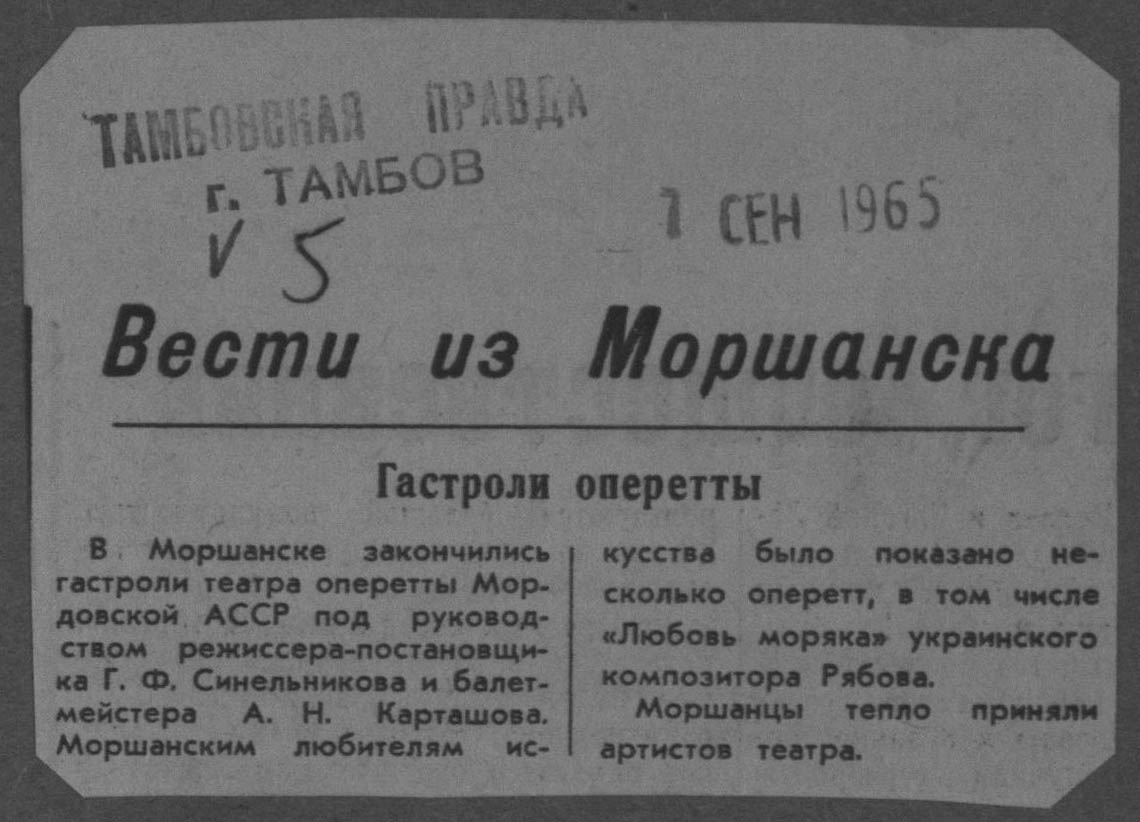 ТАМБОВСКАЯ ПРАВДА
г. ТАМБОВ
V 5
1 СЕН 1965
Вести из Моршанска
Гастроли оперетты
В Моршанске закончились
гастроли театра оперетты Мор-
довской АССР под руковод-
ством режиссера-постановщи-
ка Г. Ф. Синельникова и балет-
мейстера А. Н. Карташова.
Моршанским любителям ис-
кусства было показано не-
сколько оперетт, в том числе
«Любовь моряка» украинского
композитора Рябова.
Моршанцы тепло приняли
артистов театра.